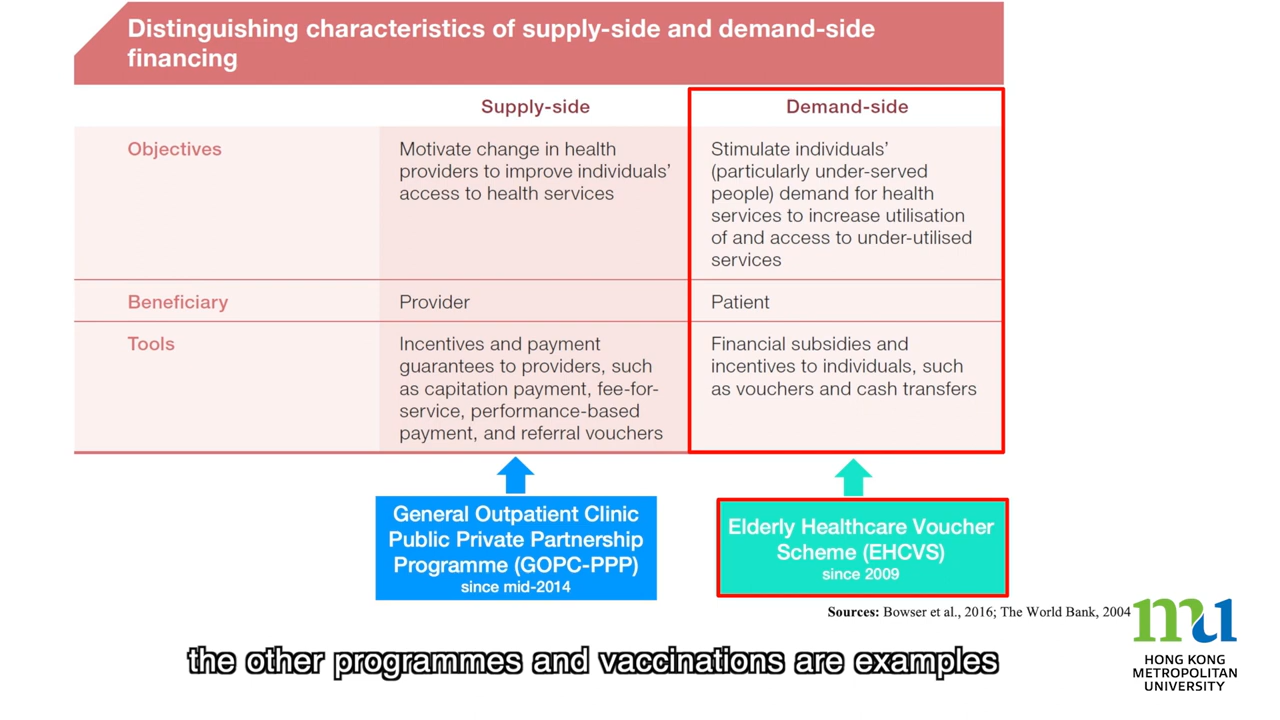 Distinguishing characteristics of supply-side and demand-side
financing
Supply-side
Demand-side
Objectives
Motivate change in health
providers to improve individuals’
access to health services
Stimulate individuals’
(particularly under-served
people) demand for health
services to increase utilisation
of and access to under-utilised
services
Beneficiary
Provider
Patient
Tools
Incentives and payment
guarantees to providers, such
as capitation payment, fee-for-
service, performance-based
payment, and referral vouchers
Financial subsidies and
incentives to individuals, such
as vouchers and cash transfers
General Outpatient Clinic
Public Private Partnership
Programme (GOPC-PPP)
since mid-2014
Elderly Healthcare Voucher
Scheme (EHCVS)
since 2009
Sources: Bowser et al., 2016; The World Bank, 2004
mu
HONG KONG
METROPOLITAN
UNIVERSITY
the other programmes and vaccinations are examples